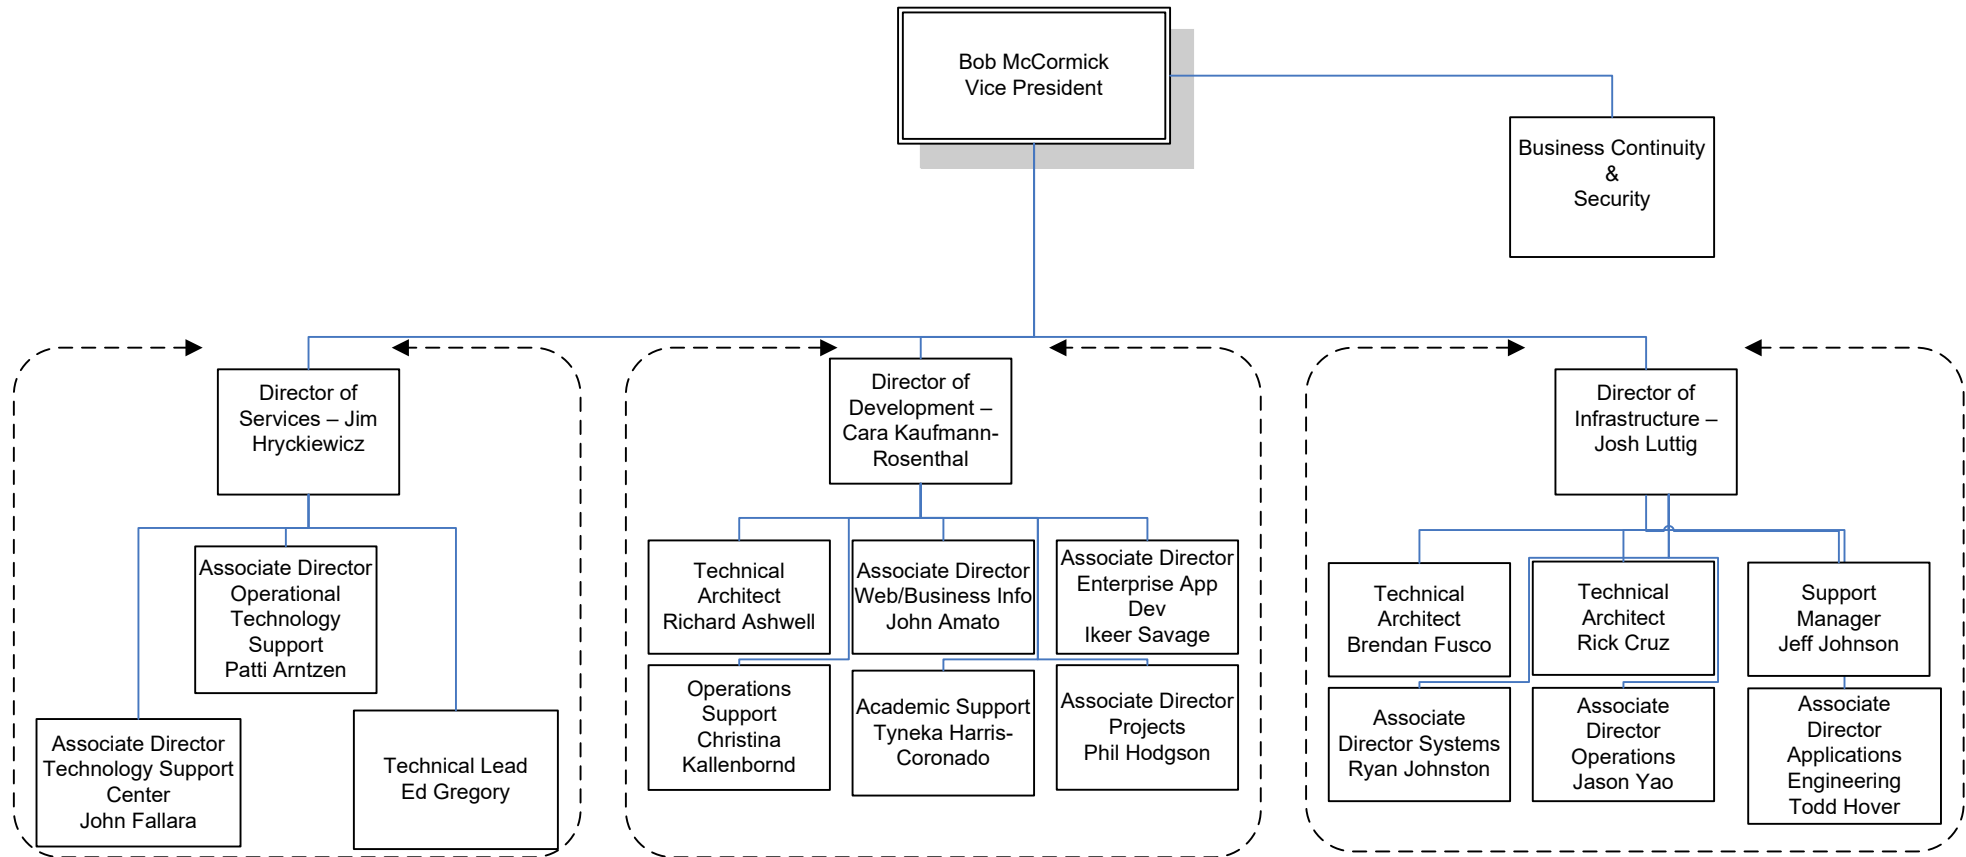 Bob McCormick
Vice President
Business Continuity
&
Security
Director of
Services – Jim
Hryckiewicz
Director of
Development –
Cara Kaufmann-
Rosenthal
Director of
Infrastructure –
Josh Luttig
Associate Director
Operational
Technology
Support
Patti Arntzen
Associate Director
Technology Support
Center
John Fallara
Technical Lead
Ed Gregory
Technical
Architect
Richard Ashwell
Associate Director
Web/Business Info
John Amato
Associate Director
Enterprise App
Dev
Ikeer Savage
Operations
Support
Christina
Kallenbornd
Academic Support
Tyneka Harris-
Coronado
Associate Director
Projects
Phil Hodgson
Technical
Architect
Brendan Fusco
Technical
Architect
Rick Cruz
Support
Manager
Jeff Johnson
Associate
Director Systems
Ryan Johnston
Associate
Director
Operations
Jason Yao
Associate
Director
Applications
Engineering
Todd Hover